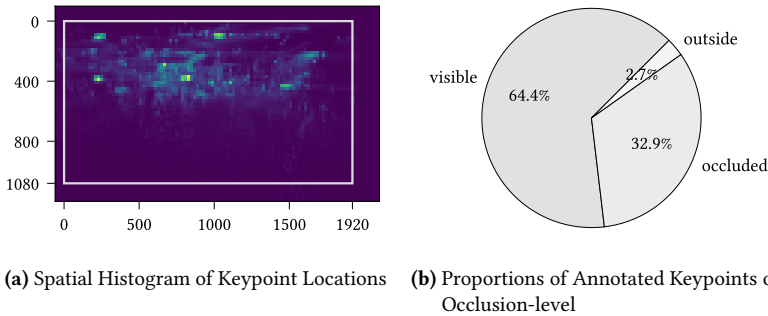 0
400
800
1080
0
500
1000
1500
1920
visible
64.4%
2.7%
outside
32.9%
occluded
(a) Spatial Histogram of Keypoint Locations
(b) Proportions of Annotated Keypoints
Occlusion-level